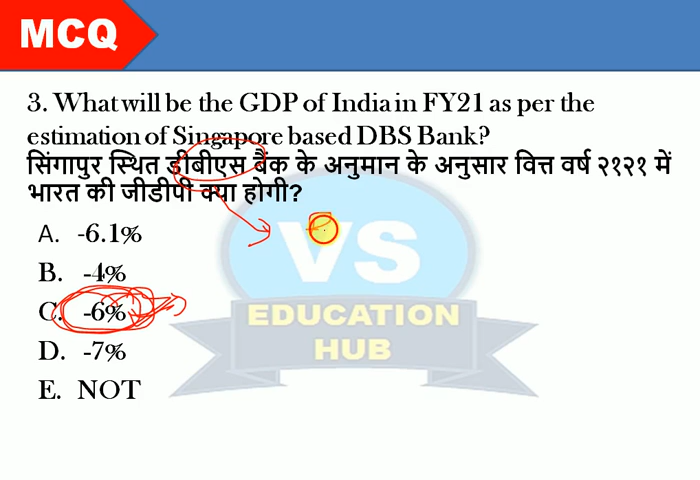 MCQ
3. What will be the GDP of India in FY21 as per the
estimation of Singapore based DBS Bank?
सिंगापुर स्थित डीबीएस बैंक के अनुमान के अनुसार वित्त वर्ष २१२१ में
भारत की जीडीपी क्या होगी?
A. -6.1%
B. -4%
C. -6%
D. -7%
E. NOT
VS
EDUCATION
HUB